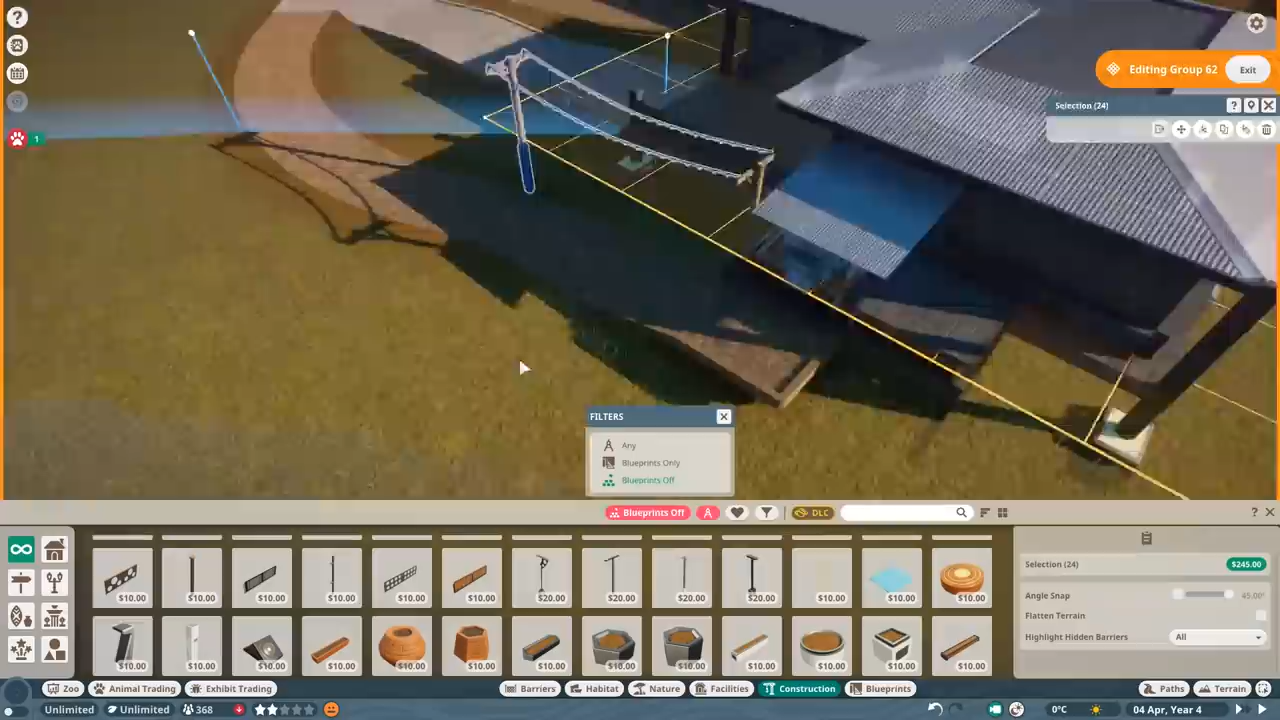 ?
Editing Group 62
Exit
Selection (24)
?
1
FILTERS
Any
Blueprints Only
Blueprints Off
Blueprints Off
DLC
?
$10.00 $10.00 $10.00 $10.00 $10.00 $10.00 $20.00 $20.00 $20.00 $20.00 $10.00 $10.00 $10.00
$10.00 $10.00 $10.00 $10.00 $10.00 $10.00 $10.00 $10.00 $10.00 $10.00 $10.00 $10.00 $10.00
Selection (24)
$245.00
Angle Snap
45.00°
Flatten Terrain
Highlight Hidden Barriers
All
Zoo Animal Trading Exhibit Trading Barriers Habitat Nature Facilities Construction Blueprints Paths Terrain
Unlimited Unlimited 368 0°C 04 Apr, Year 4